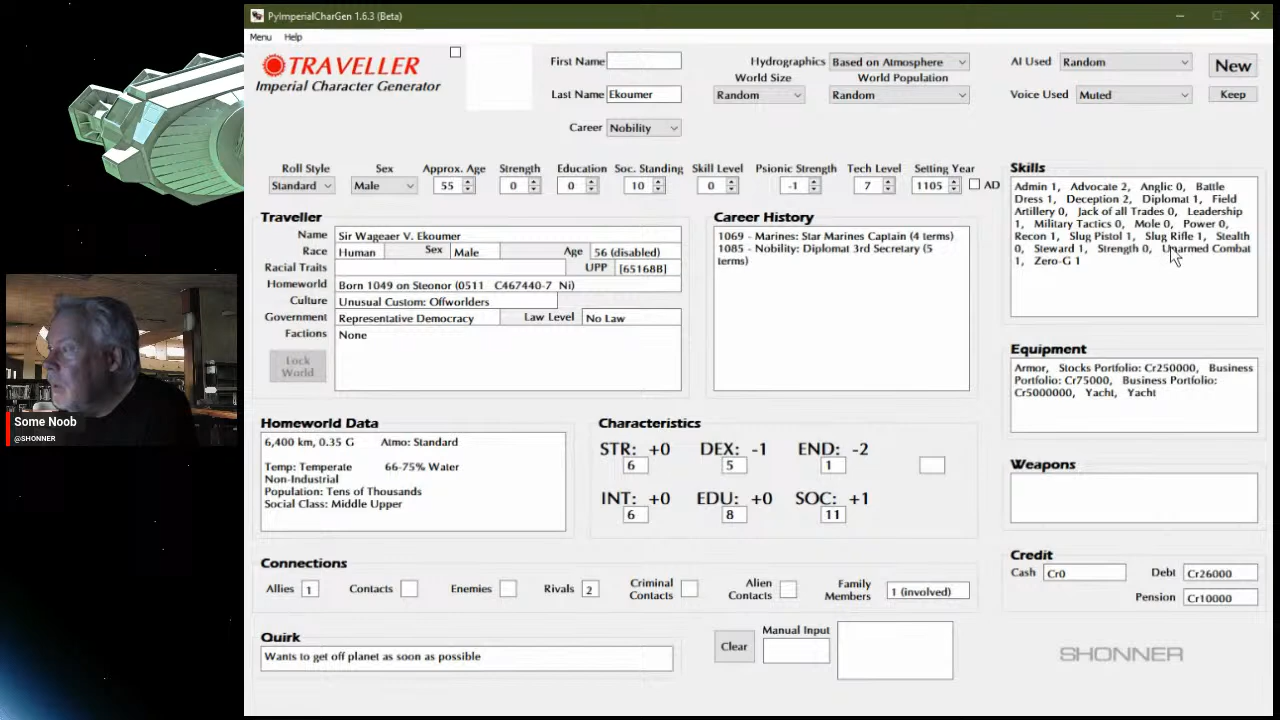 PyImperialCharGen 1.6.3 (Beta)
Menu Help
TRAVELLER
Imperial Character Generator
First Name
Last Name Ekoumer
Career Nobility
Hydrographics Based on Atmosphere
World Size World Population
Random Random
AI Used Random
Voice Used Muted
New
Keep
Roll Style Sex Approx. Age Strength Education Soc. Standing Skill Level Psionic Strength Tech Level Setting Year
Standard Male 55 0 0 10 0 -1 7 1105 AD
Traveller
Name Sir Wageaer V. Ekoumer
Race Human Sex Male Age 56 (disabled)
Racial Traits UPP [65168B]
Homeworld Born 1049 on Steonor (0511 C467440-7 Ni)
Culture Unusual Custom: Offworlders
Government Representative Democracy Law Level No Law
Factions None
Lock
World
Career History
1069 - Marines: Star Marines Captain (4 terms)
1085 - Nobility: Diplomat 3rd Secretary (5
terms)
Skills
Admin 1, Advocate 2, Anglic 0, Battle
Dress 1, Deception 2, Diplomat 1, Field
Artillery 0, Jack of all Trades 0, Leadership
1, Military Tactics 0, Mole 0, Power 0,
Recon 1, Slug Pistol 1, Slug Rifle 1, Stealth
0, Steward 1, Strength 0, Unarmed Combat
1, Zero-G 1
Equipment
Armor, Stocks Portfolio: Cr250000, Business
Portfolio: Cr75000, Business Portfolio:
Cr5000000, Yacht, Yacht
Homeworld Data
6,400 km, 0.35 G Atmo: Standard
Temp: Temperate 66-75% Water
Non-Industrial
Population: Tens of Thousands
Social Class: Middle Upper
Characteristics
STR: +0 DEX: -1 END: -2
6 5 1
INT: +0 EDU: +0 SOC: +1
6 8 11
Weapons
Credit
Cash Cr0 Debt Cr26000
Pension Cr10000
Connections
Allies 1 Contacts Enemies Rivals 2 Criminal Contacts Alien Contacts Family Members 1 (involved)
Quirk
Wants to get off planet as soon as possible
Clear
Manual Input
SHONNER
Some Noob
@SHONNER